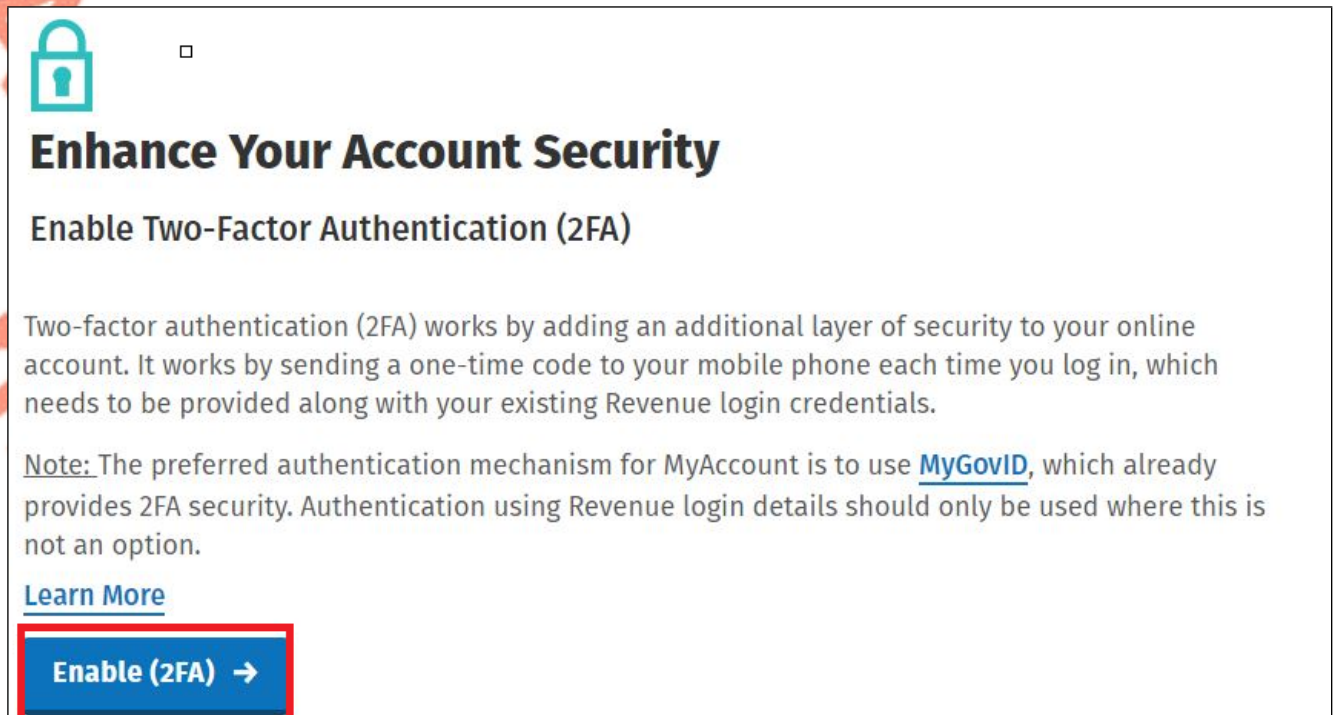 Enhance Your Account Security
Enable Two-Factor Authentication (2FA)
Two-factor authentication (2FA) works by adding an additional layer of security to your online
account. It works by sending a one-time code to your mobile phone each time you log in, which
needs to be provided along with your existing Revenue login credentials.
Note: The preferred authentication mechanism for MyAccount is to use MyGovID, which already
provides 2FA security. Authentication using Revenue login details should only be used where this is
not an option.
Learn More
Enable (2FA) →